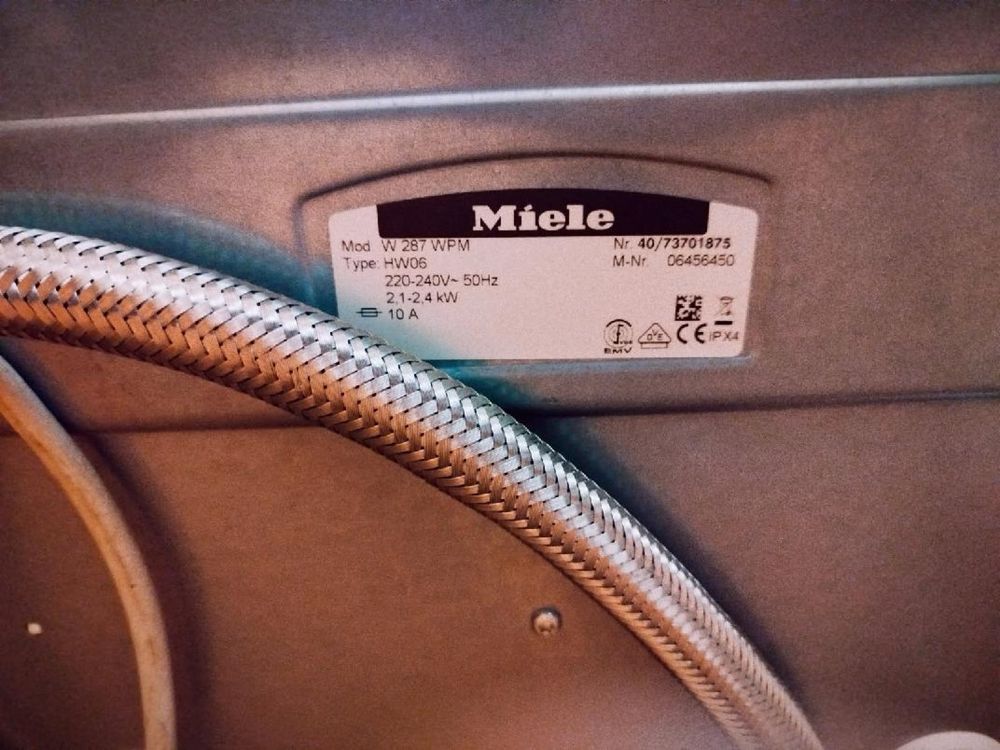 Miele
Mod W 287 WPM
Nr. 40/73701875
Type: HW06
M-Nr. 06456450
220-240V~ 50Hz
2,1-2,4 kW
10 A
EMV
CE IPX4